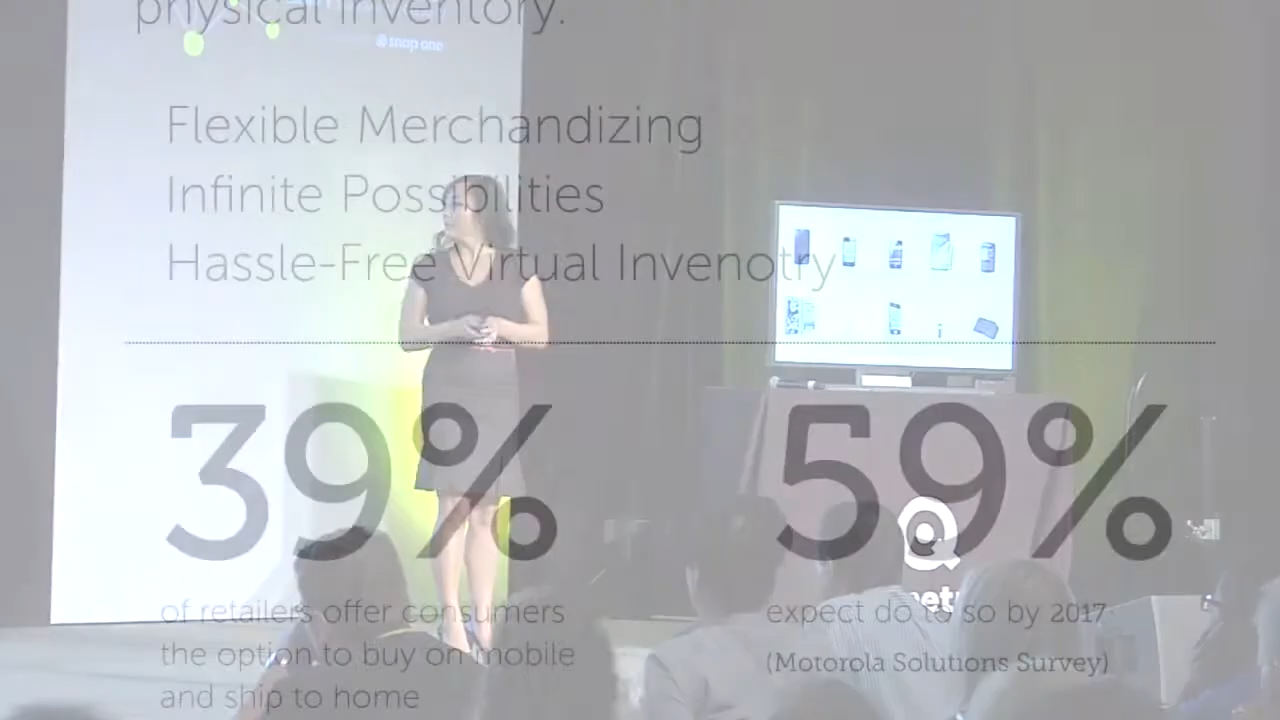 physical inventory.
@ snap one
Flexible Merchandizing
Infinite Possibilities
Hassle-Free Virtual Invenotry
39%
59%
of retailers offer consumers
the option to buy on mobile
and ship to home
expect do to so by 2017
(Motorola Solutions Survey)